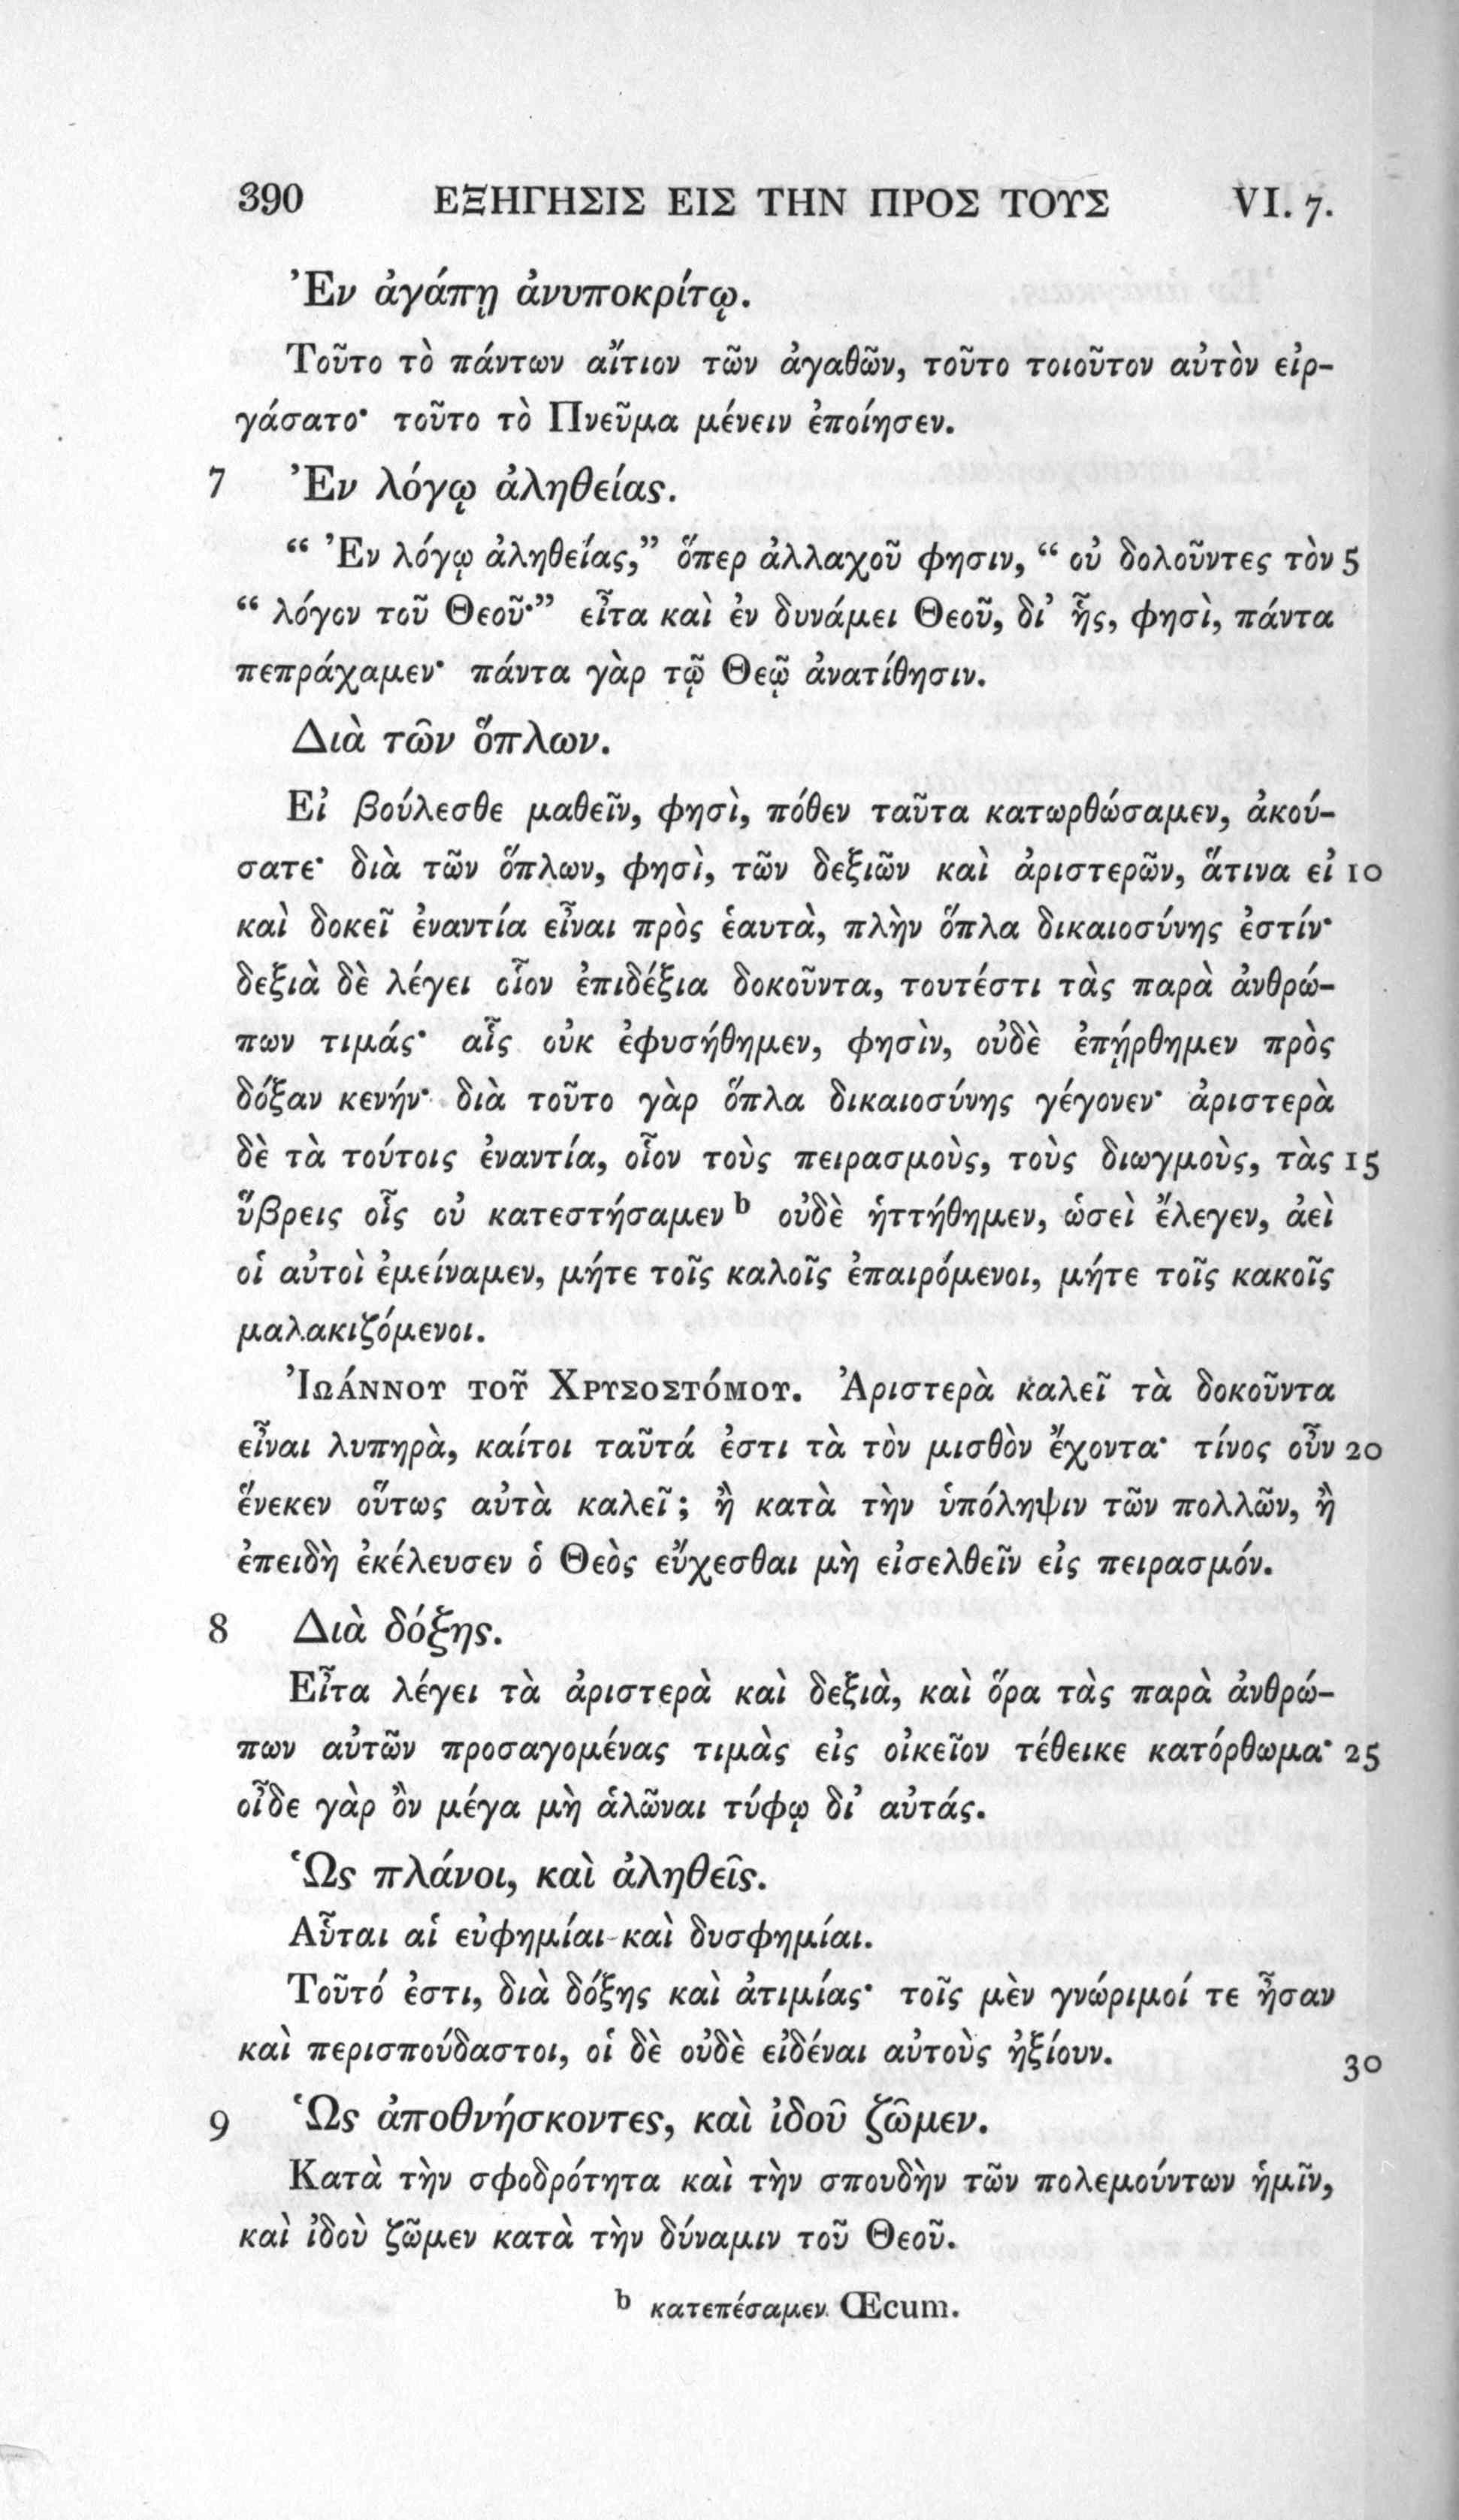 390 ΕΞΗΓΗΣΙΣ ΕΙΣ ΤΗΝ ΠΡΟΣ ΤΟΥΣ VI. 7.
Ἐν ἀγάπῃ ἀνυποκρίτῳ.
Τοῦτο τὸ πάντων αἴτιον τῶν ἀγαθῶν, τοῦτο τοιοῦτον αὐτὸν εἰρ-
γάσατο· τοῦτο τὸ Πνεῦμα μένειν ἐποίησεν.
7 Ἐν λόγῳ ἀληθείας.
“ Ἐν λόγῳ ἀληθείας,” ὅπερ ἀλλαχοῦ φησιν, “ οὐ δολοῦντες τὸν 5
“ λόγον τοῦ Θεοῦ·” εἶτα καὶ ἐν δυνάμει Θεοῦ, δι’ ἧς, φησὶ, πάντα
πεπράχαμεν· πάντα γὰρ τῷ Θεῷ ἀνατίθησιν.
Διὰ τῶν ὅπλων.
Εἰ βούλεσθε μαθεῖν, φησὶ, πόθεν ταῦτα κατωρθώσαμεν, ἀκού-
σατε· διὰ τῶν ὅπλων, φησὶ, τῶν δεξιῶν καὶ ἀριστερῶν, ἅτινα εἰ 10
καὶ δοκεῖ ἐναντία εἶναι πρὸς ἑαυτὰ, πλὴν ὅπλα δικαιοσύνης ἐστίν·
δεξιὰ δὲ λέγει οἷον ἐπιδέξια δοκοῦντα, τουτέστι τὰς παρὰ ἀνθρώ-
πων τιμάς· αἷς οὐκ ἐφυσήθημεν, φησὶν, οὐδὲ ἐπῄρθημεν πρὸς
δόξαν κενήν· διὰ τοῦτο γὰρ ὅπλα δικαιοσύνης γέγονεν· ἀριστερὰ
δὲ τὰ τούτοις ἐναντία, οἷον τοὺς πειρασμοὺς, τοὺς διωγμοὺς, τὰς 15
ὕβρεις οἷς οὐ κατεστήσαμεν b οὐδὲ ἡττήθημεν, ὡσεὶ ἔλεγεν, ἀεὶ
οἱ αὐτοὶ ἐμείναμεν, μήτε τοῖς καλοῖς ἐπαιρόμενοι, μήτε τοῖς κακοῖς
μαλακιζόμενοι.
ἸΩΆΝΝΟΥ ΤΟΥ͂ ΧΡΥΣΟΣΤΌΜΟΥ. Ἀριστερὰ καλεῖ τὰ δοκοῦντα
εἶναι λυπηρὰ, καίτοι ταῦτά ἐστι τὰ τὸν μισθὸν ἔχοντα· τίνος οὖν 20
ἕνεκεν οὕτως αὐτὰ καλεῖ; ἢ κατὰ τὴν ὑπόληψιν τῶν πολλῶν, ἢ
ἐπειδὴ ἐκέλευσεν ὁ Θεὸς εὔχεσθαι μὴ εἰσελθεῖν εἰς πειρασμόν.
8 Διὰ δόξης.
Εἶτα λέγει τὰ ἀριστερὰ καὶ δεξιὰ, καὶ ὅρα τὰς παρὰ ἀνθρώ-
πων αὐτῶν προσαγομένας τιμὰς εἰς οἰκεῖον τέθεικε κατόρθωμα· 25
οἶδε γὰρ ὂν μέγα μὴ ἁλῶναι τύφῳ δι’ αὐτάς.
Ὡς πλάνοι, καὶ ἀληθεῖς.
Αὗται αἱ εὐφημίαι καὶ δυσφημίαι.
Τοῦτό ἐστι, διὰ δόξης καὶ ἀτιμίας· τοῖς μὲν γνώριμοί τε ἦσαν
καὶ περισπούδαστοι, οἱ δὲ οὐδὲ εἰδέναι αὐτοὺς ἠξίουν. 30
9 Ὡς ἀποθνήσκοντες, καὶ ἰδοῦ ζῶμεν.
Κατὰ τὴν σφοδρότητα καὶ τὴν σπουδὴν τῶν πολεμούντων ἡμῖν,
καὶ ἰδοὺ ζῶμεν κατὰ τὴν δύναμιν τοῦ Θεοῦ.
b κατεπέσαμεν Œcum.